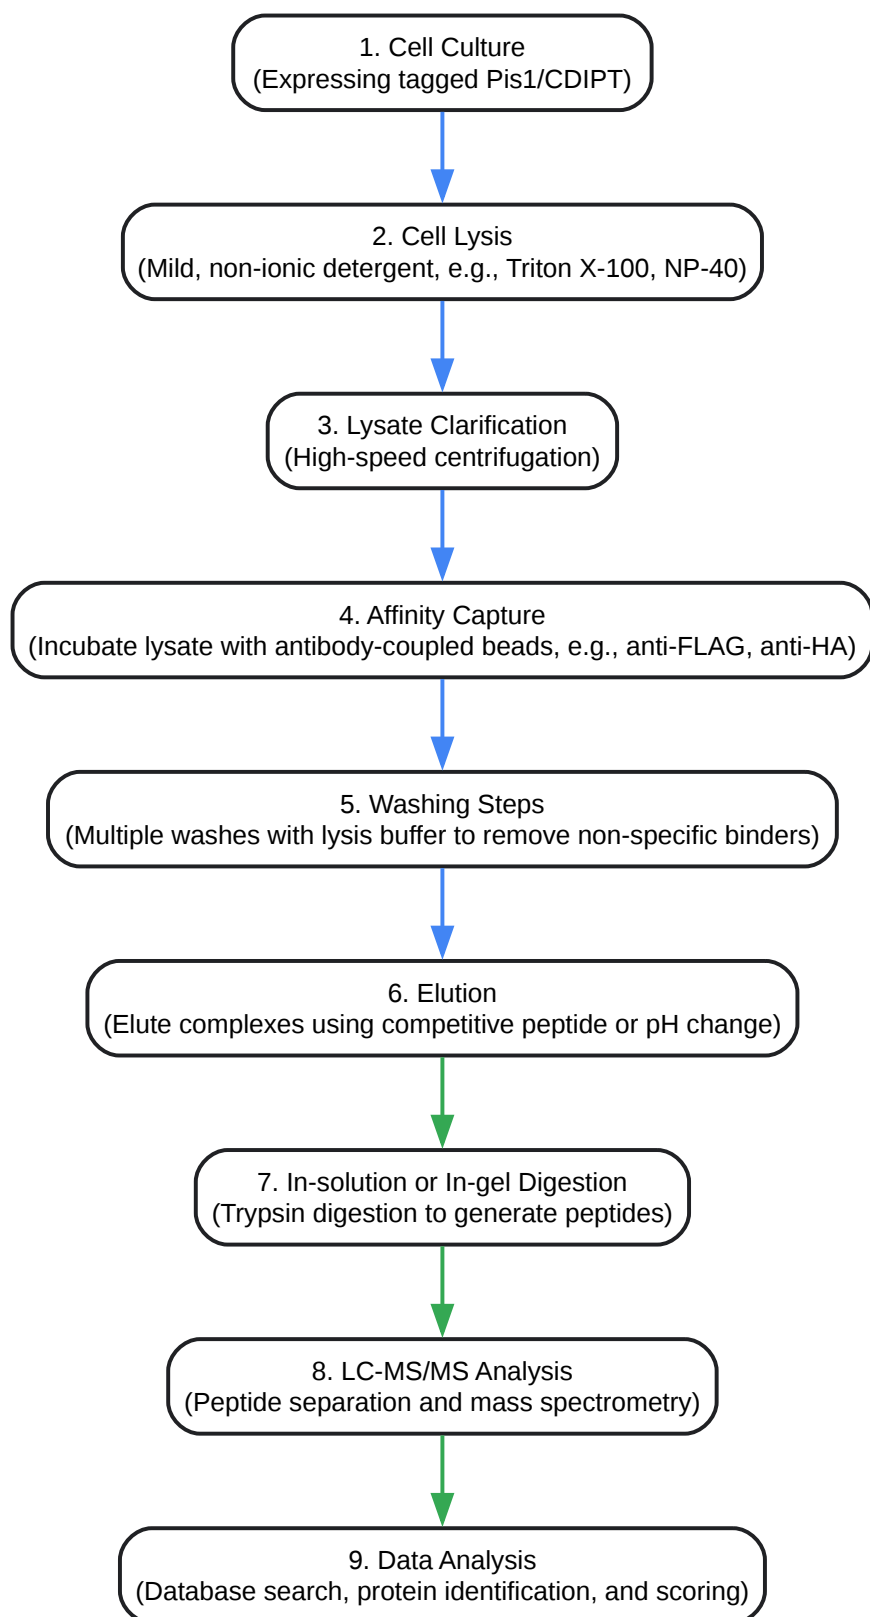 1. Cell Culture
(Expressing tagged Pis1/CDIPT)
2. Cell Lysis
(Mild, non-ionic detergent, e.g., Triton X-100, NP-40)
3. Lysate Clarification
(High-speed centrifugation)
4. Affinity Capture
(Incubate lysate with antibody-coupled beads, e.g., anti-FLAG, anti-HA)
5. Washing Steps
(Multiple washes with lysis buffer to remove non-specific binders)
6. Elution
(Elute complexes using competitive peptide or pH change)
7. In-solution or In-gel Digestion
(Trypsin digestion to generate peptides)
8. LC-MS/MS Analysis
(Peptide separation and mass spectrometry)
9. Data Analysis
(Database search, protein identification, and scoring)